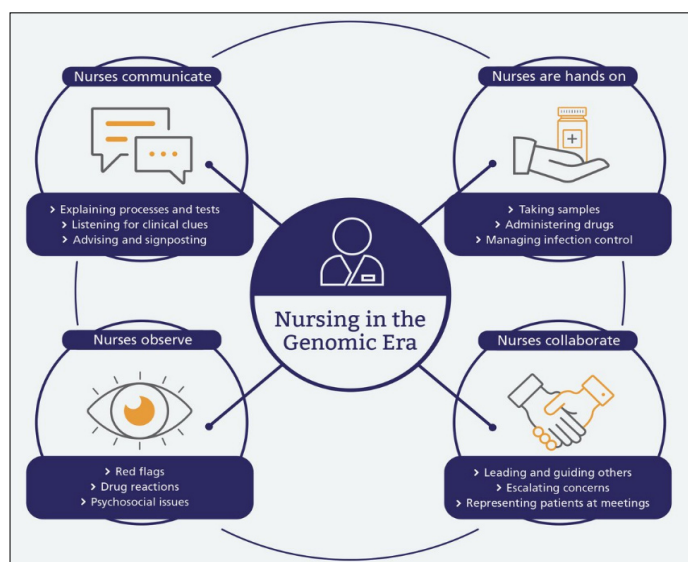 Nurses communicate
> Explaining processes and tests
> Listening for clinical clues
> Advising and signposting
Nurses are hands on
> Taking samples
> Administering drugs
> Managing infection control
Nursing in the
Genomic Era
Nurses observe
> Red flags
> Drug reactions
> Psychosocial issues
Nurses collaborate
> Leading and guiding others
> Escalating concerns
> Representing patients at meetings